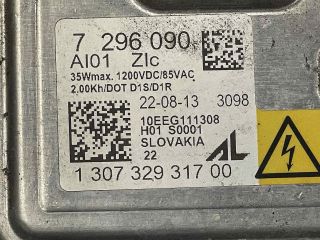 7 296 090
AI01 ZIc
35Wmax. 1200VDC/85VAC
2,00Kh/DOT D1S/D1R
22-08-13 3098
10EEG111308
H01 S0001
SLOVAKIA
22 AL
1 307 329 317 00